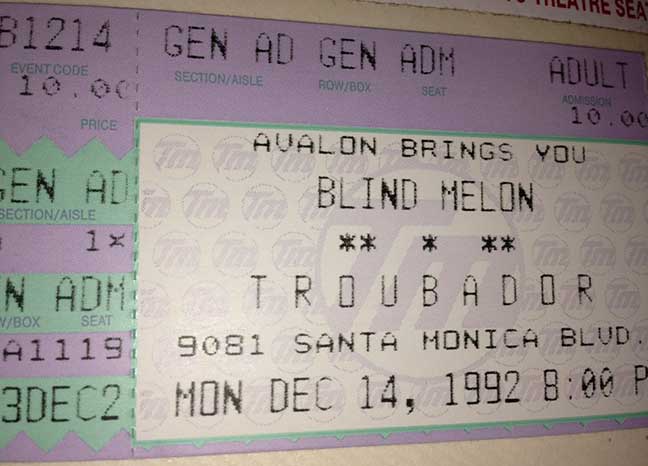 THEATRE SEA
B1214
EVENT CODE
10.00
PRICE
GEN AD
SECTION/AISLE
1x
N ADM
W/BOX SEAT
A1119
3DEC2
GEN AD GEN ADM ADULT
SECTION/AISLE ROW/BOX SEAT ADMISSION
10.00
AVALON BRINGS YOU
BLIND MELON
** * **
TROUBADOR
9081 SANTA MONICA BLVD.
MON DEC 14, 1992 8:00 P